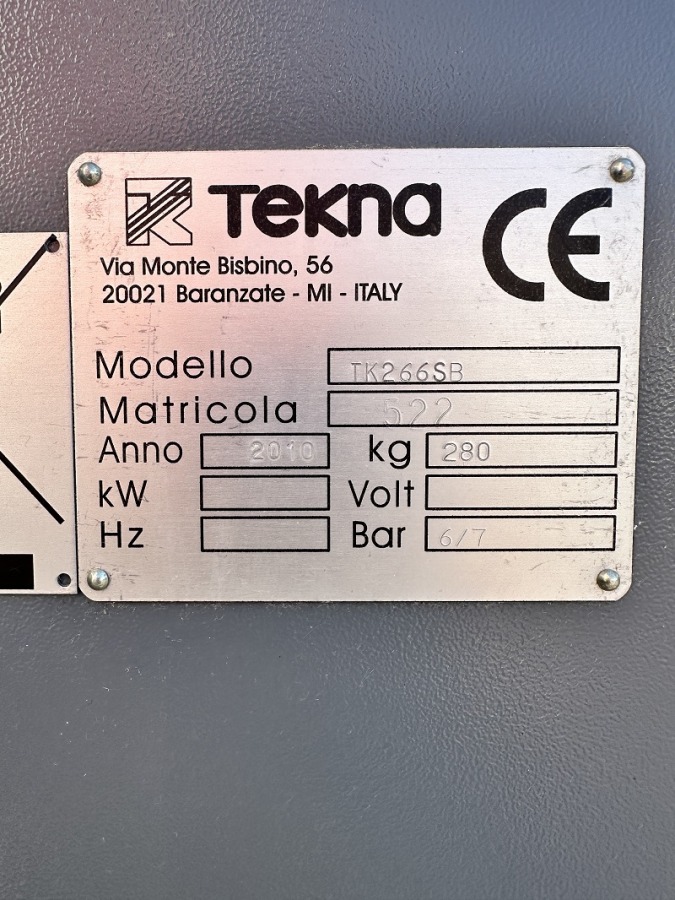 TEKNA
CE
Via Monte Bisbino, 56
20021 Baranzate - MI - ITALY
Modello TK266SB
Matricola 522
Anno 2010 kg 280
kW Volt
Hz Bar 6/7